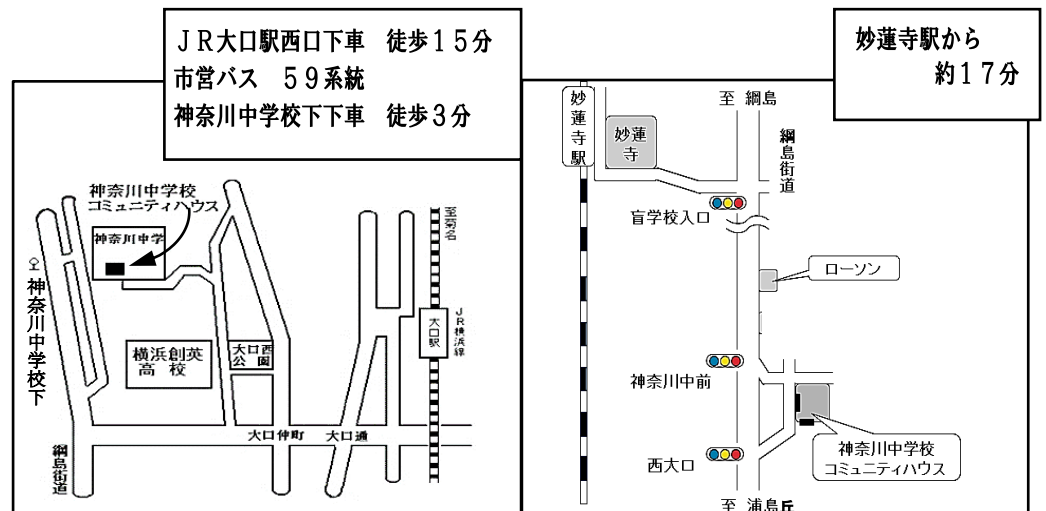 JR大口駅西口下車 徒歩15分
市営バス 59系統
神奈川中学校下下車 徒歩3分
神奈川中学校
コミュニティハウス
神奈川中学
神奈川中学校下
横浜創英
高校
大口西
公園
至菊名
JR横浜線
大口駅
大口仲町
大口通
綱島街道
妙蓮寺駅から
約17分
妙蓮寺駅
妙蓮
寺
至 綱島
綱島街道
盲学校入口
ローソン
神奈川中前
西大口
神奈川中学校
コミュニティハウス
至 浦島丘